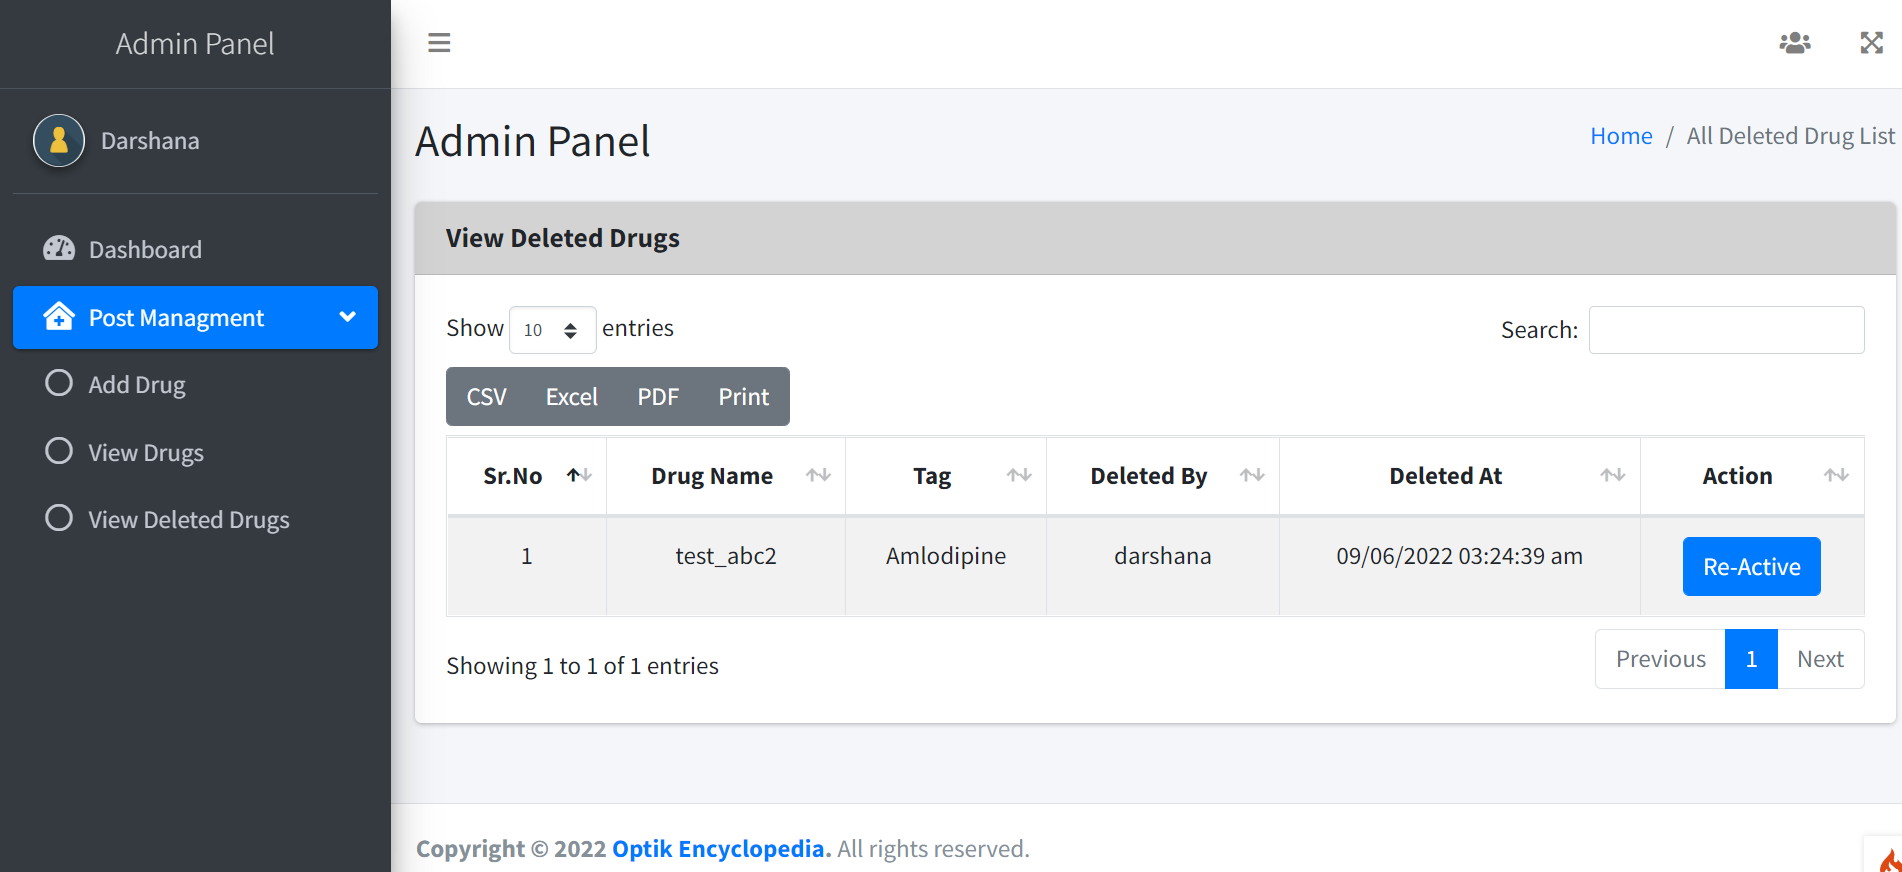 Admin Panel
Darshana
Dashboard
Post Managment
Add Drug
View Drugs
View Deleted Drugs
Admin Panel
Home / All Deleted Drug List
View Deleted Drugs
Show 10 entries
Search:
CSV Excel PDF Print
Sr.No Drug Name Tag Deleted By Deleted At Action
1 test_abc2 Amlodipine darshana 09/06/2022 03:24:39 am Re-Active
Showing 1 to 1 of 1 entries
Previous 1 Next
Copyright © 2022 Optik Encyclopedia. All rights reserved.